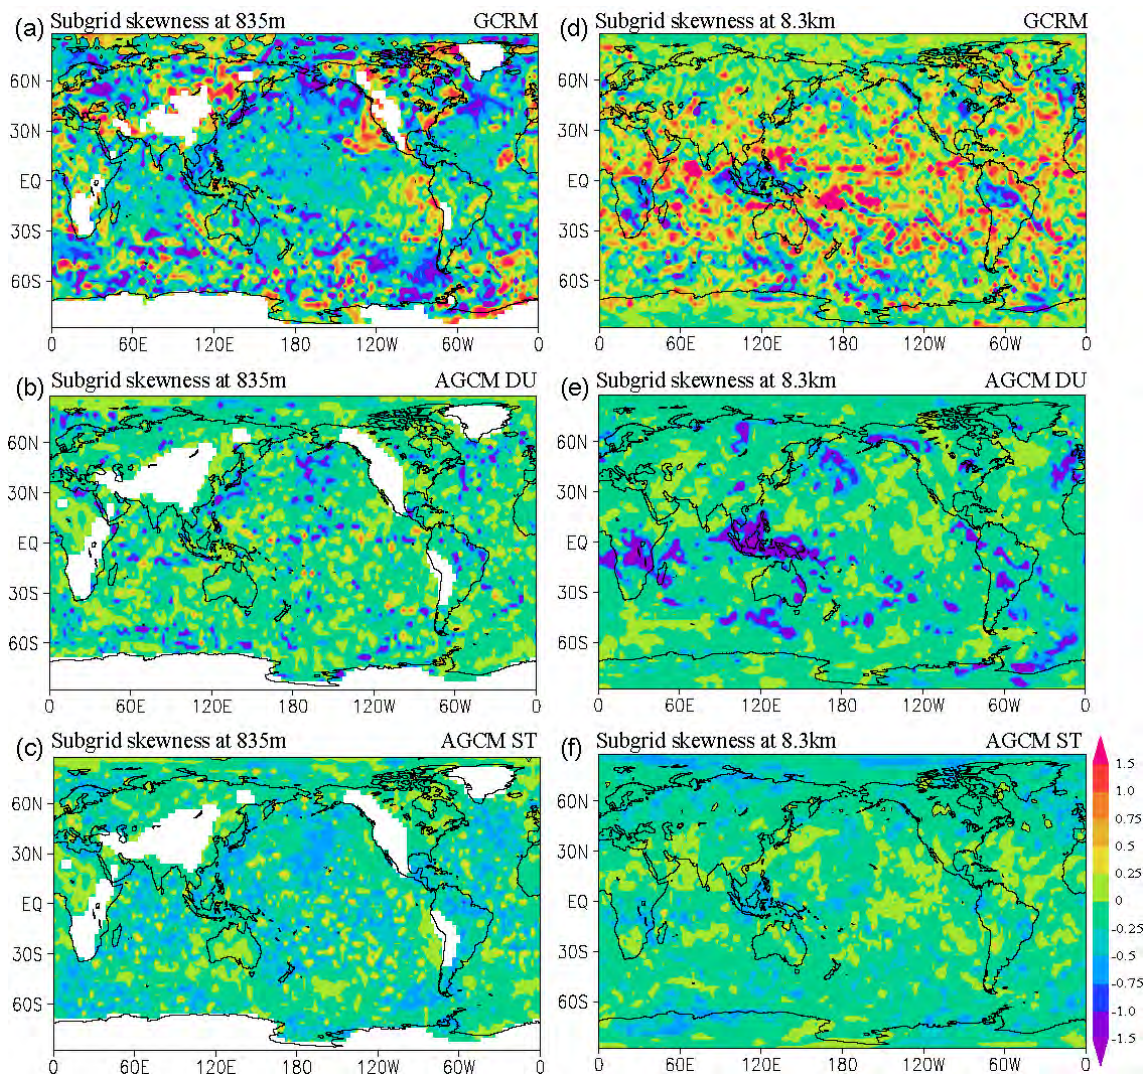 (a) Subgrid skewness at 835m GCRM
60N
30N
EQ
30S
60S
0 60E 120E 180 120W 60W 0
(d) Subgrid skewness at 8.3km GCRM
60N
30N
EQ
30S
60S
0 60E 120E 180 120W 60W 0
(b) Subgrid skewness at 835m AGCM DU
60N
30N
EQ
30S
60S
0 60E 120E 180 120W 60W 0
(e) Subgrid skewness at 8.3km AGCM DU
60N
30N
EQ
30S
60S
0 60E 120E 180 120W 60W 0
(c) Subgrid skewness at 835m AGCM ST
60N
30N
EQ
30S
60S
0 60E 120E 180 120W 60W 0
(f) Subgrid skewness at 8.3km AGCM ST
60N
30N
EQ
30S
60S
0 60E 120E 180 120W 60W 0
1.5
1.0
0.75
0.5
0.25
0
-0.25
-0.5
-0.75
-1.0
-1.5